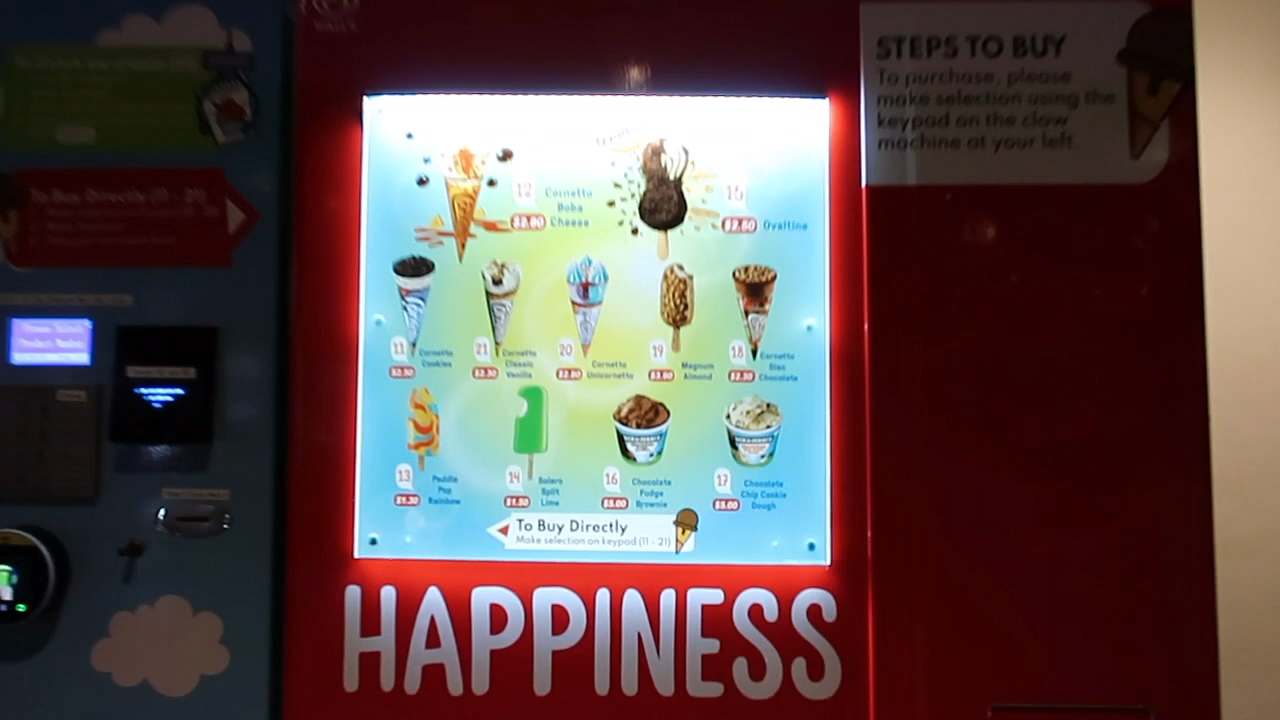 WALL'S
STEPS TO BUY
To purchase, please
make selection using the
keypad on the claw
machine at your left.
To Buy Directly (11 - 21)
12
Cornetto
Boba
Cheese
$2.80
15
$2.50
Ovaltine
11
Cornetto
Cookies
$2.50
21
Cornetto
Classic
Vanilla
$2.30
20
Cornetto
Unicornetto
$2.80
19
Magnum
Almond
$3.80
18
Cornetto
Disc
Chocolate
$2.30
13
Paddle
Pop
Rainbow
$1.30
14
Solero
Split
Lime
$1.50
16
Chocolate
Fudge
Brownie
$5.00
17
Chocolate
Chip Cookie
Dough
$5.00
To Buy Directly
Make selection on keypad (11 - 21)
HAPPINESS